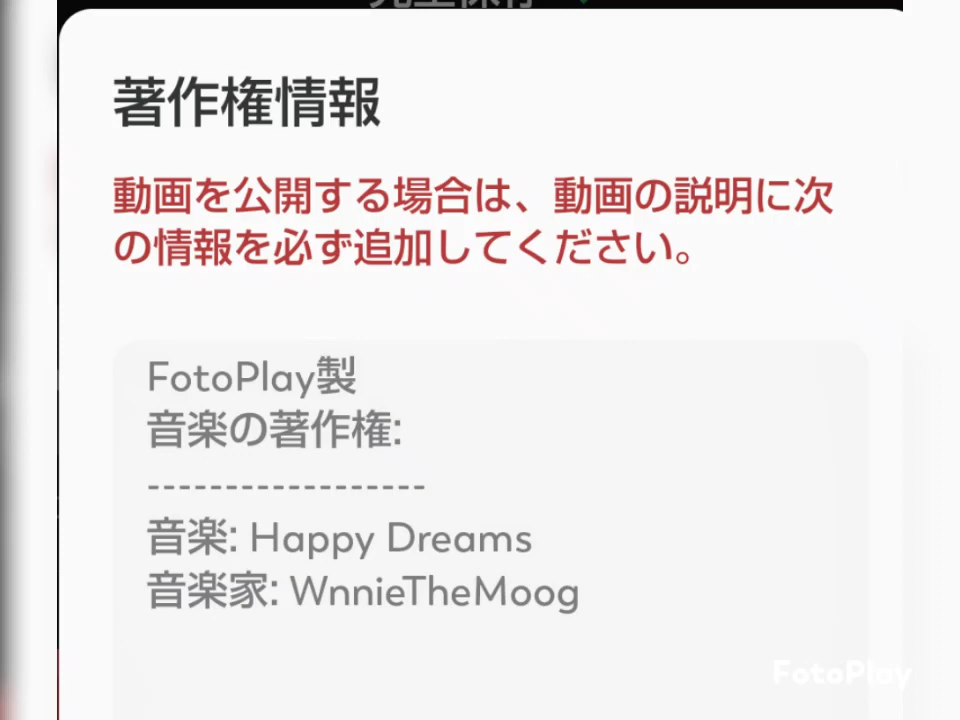 著作権情報
動画を公開する場合は、動画の説明に次
の情報を必ず追加してください。
FotoPlay製
音楽の著作権:
------------------
音楽: Happy Dreams
音楽家: WnnieTheMoog
FotoPlay